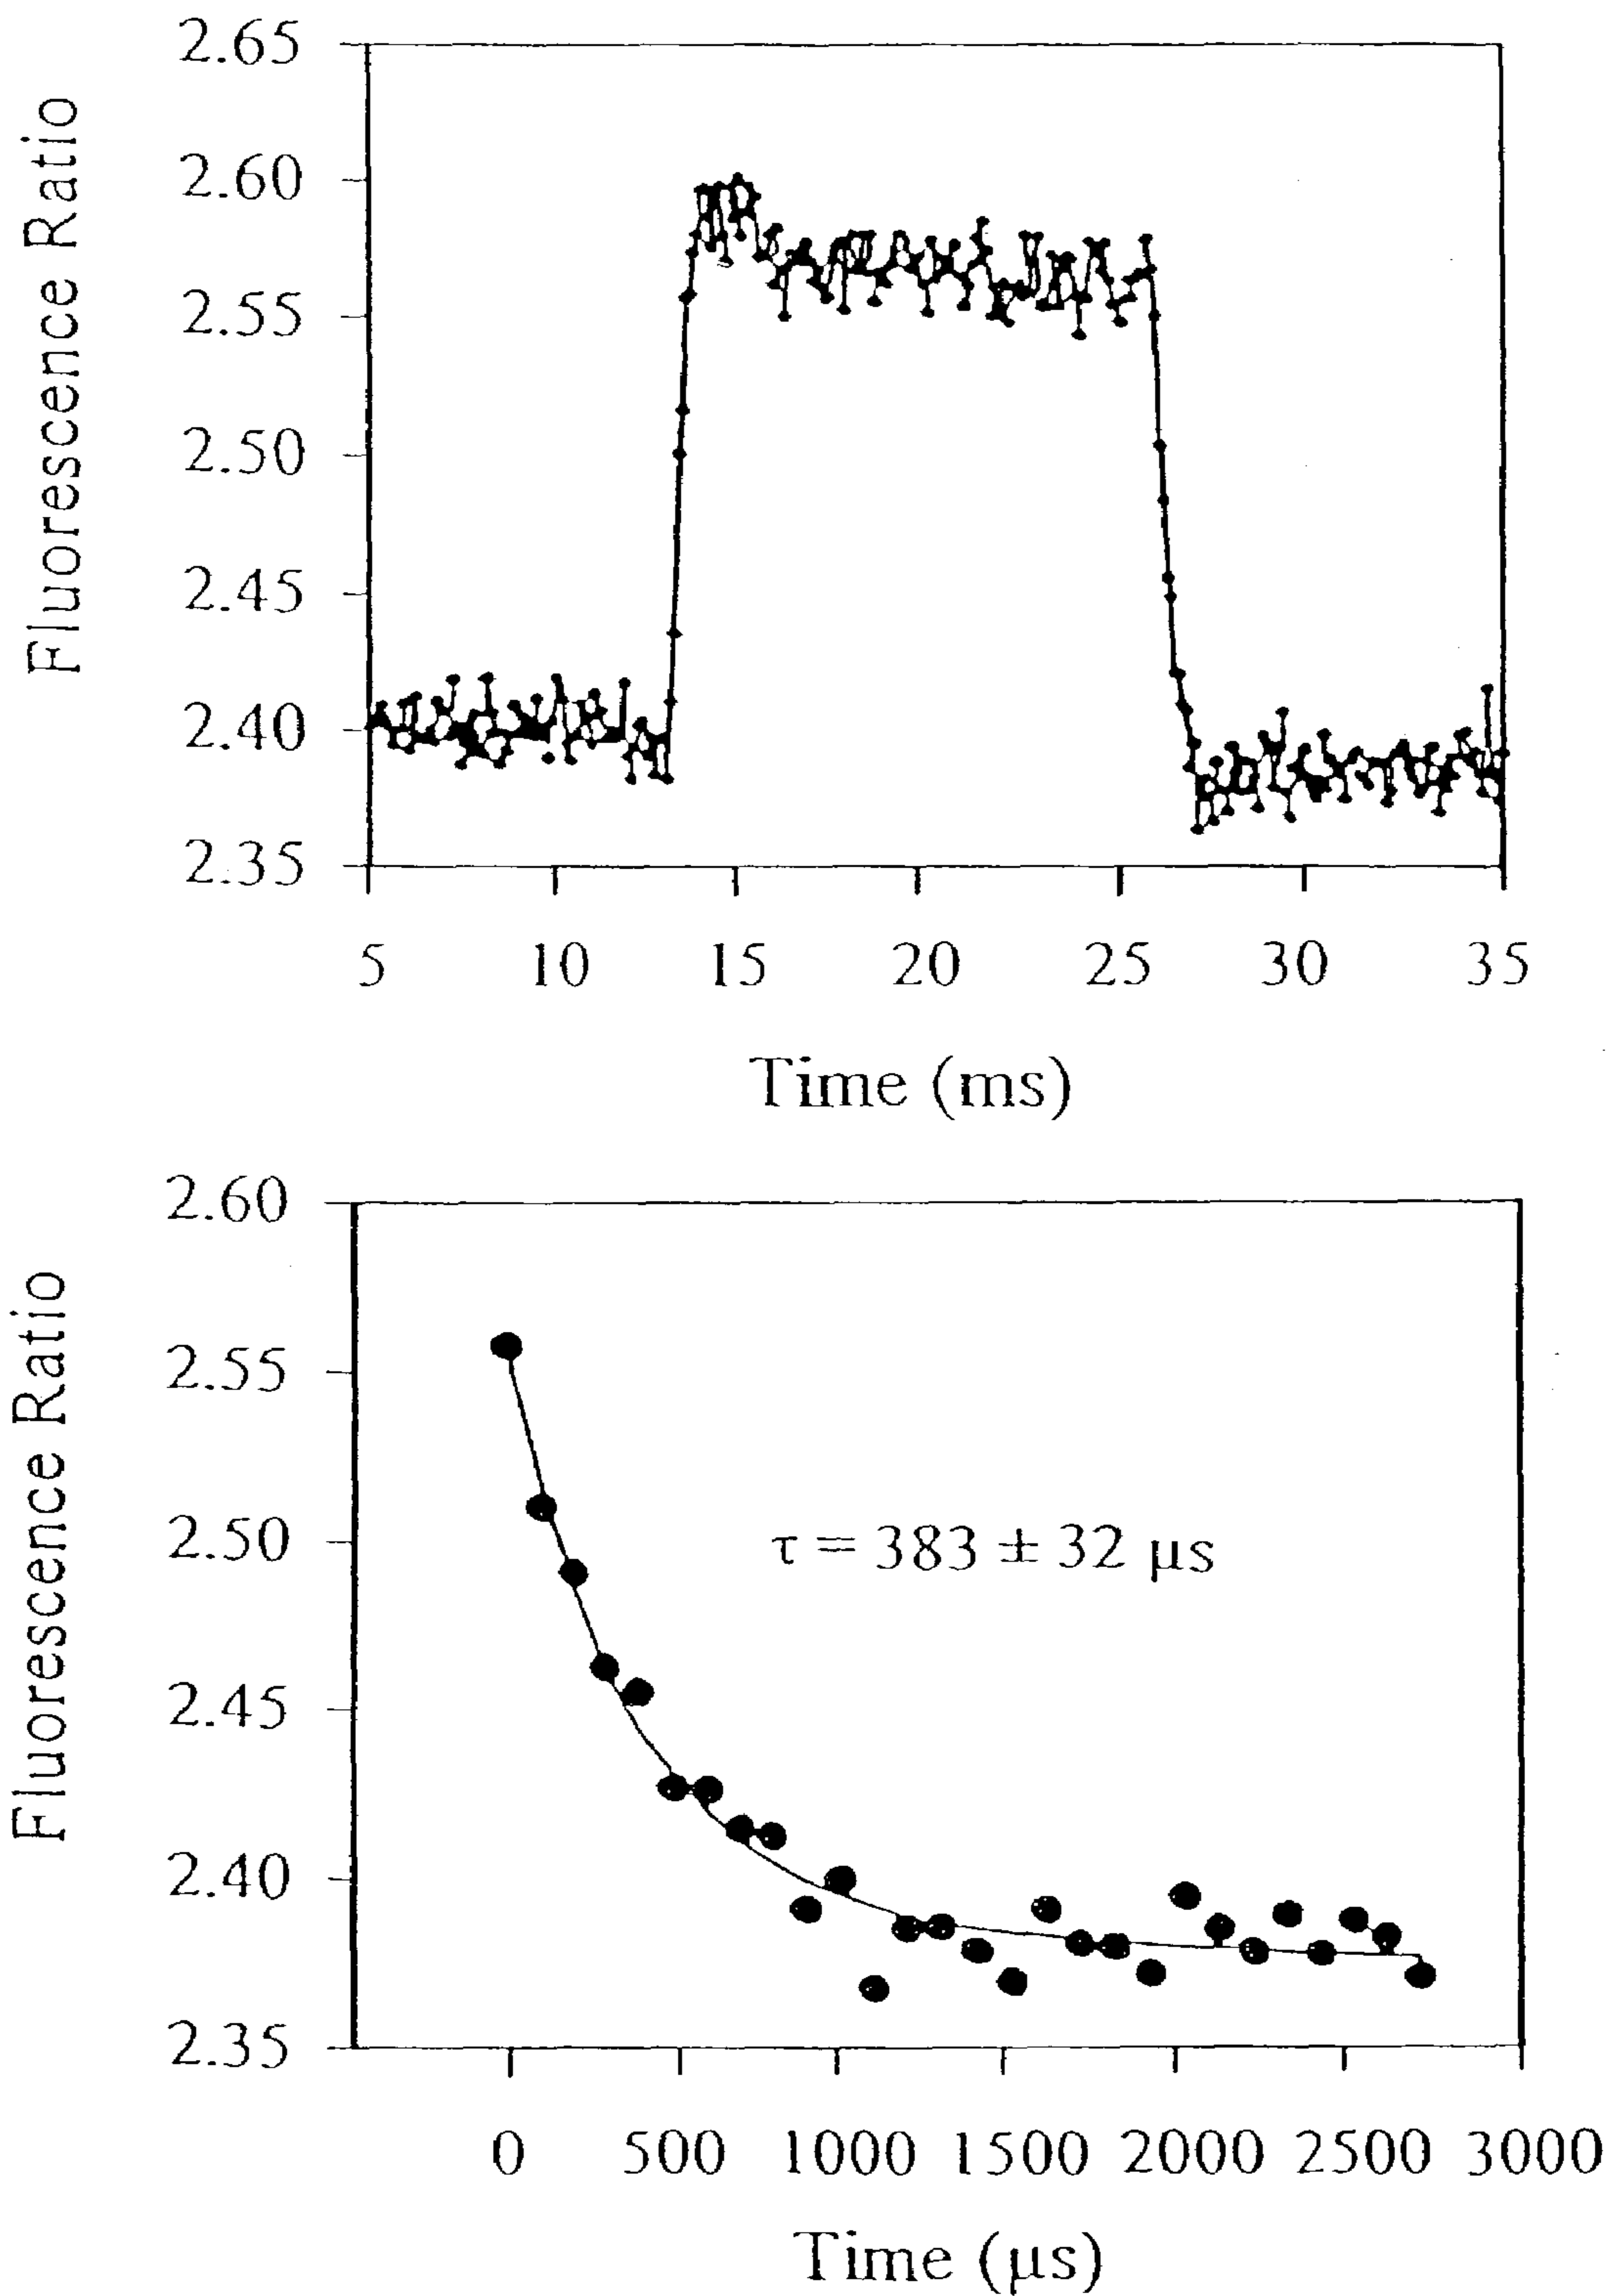 Fluorescence Ratio
2.65
2.60
2.55
2.50
2.45
2.40
2.35
5 10 15 20 25 30 35
Time (ms)
Fluorescence Ratio
2.60
2.55
2.50
2.45
2.40
2.35
τ = 383 ± 32 μs
0 500 1000 1500 2000 2500 3000
Time (μs)